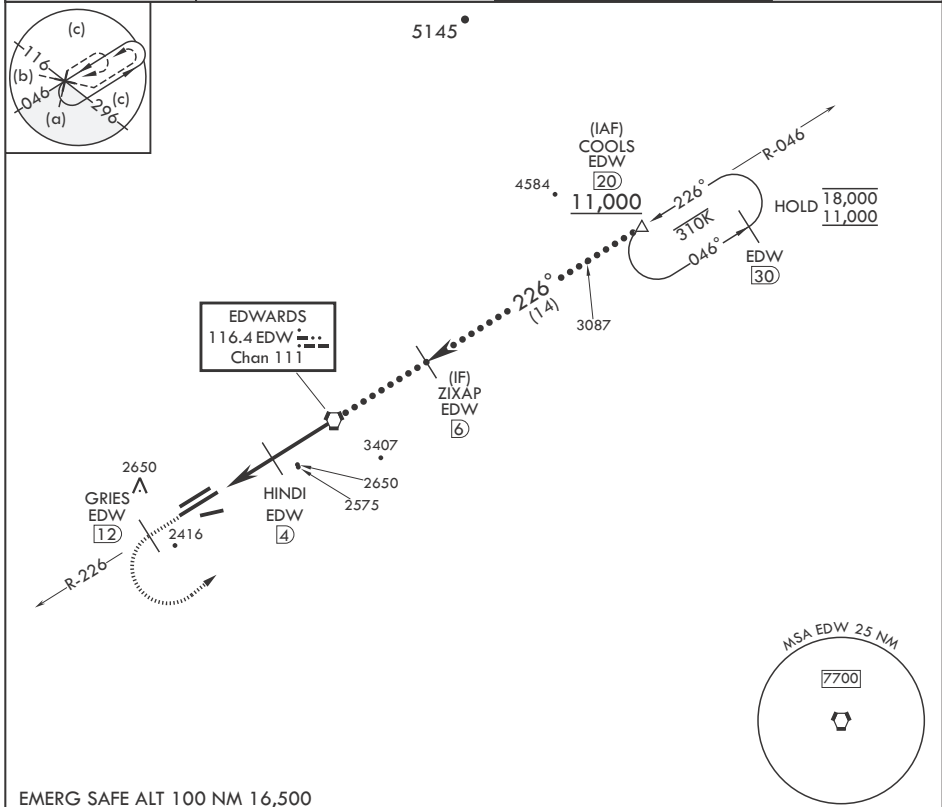 5145
(c)
116
(b)
046
(a)
(c)
296
(IAF)
COOLS
EDW
20
11,000
4584
R-046
226°
310K
046°
HOLD 18,000
11,000
EDW
30
226°
(14)
3087
EDWARDS
116.4 EDW
Chan 111
(IF)
ZIXAP
EDW
6
3407
2650
2575
HINDI
EDW
4
2650
GRIES
EDW
12
2416
R-226
MSA EDW 25 NM
7700
EMERG SAFE ALT 100 NM 16,500